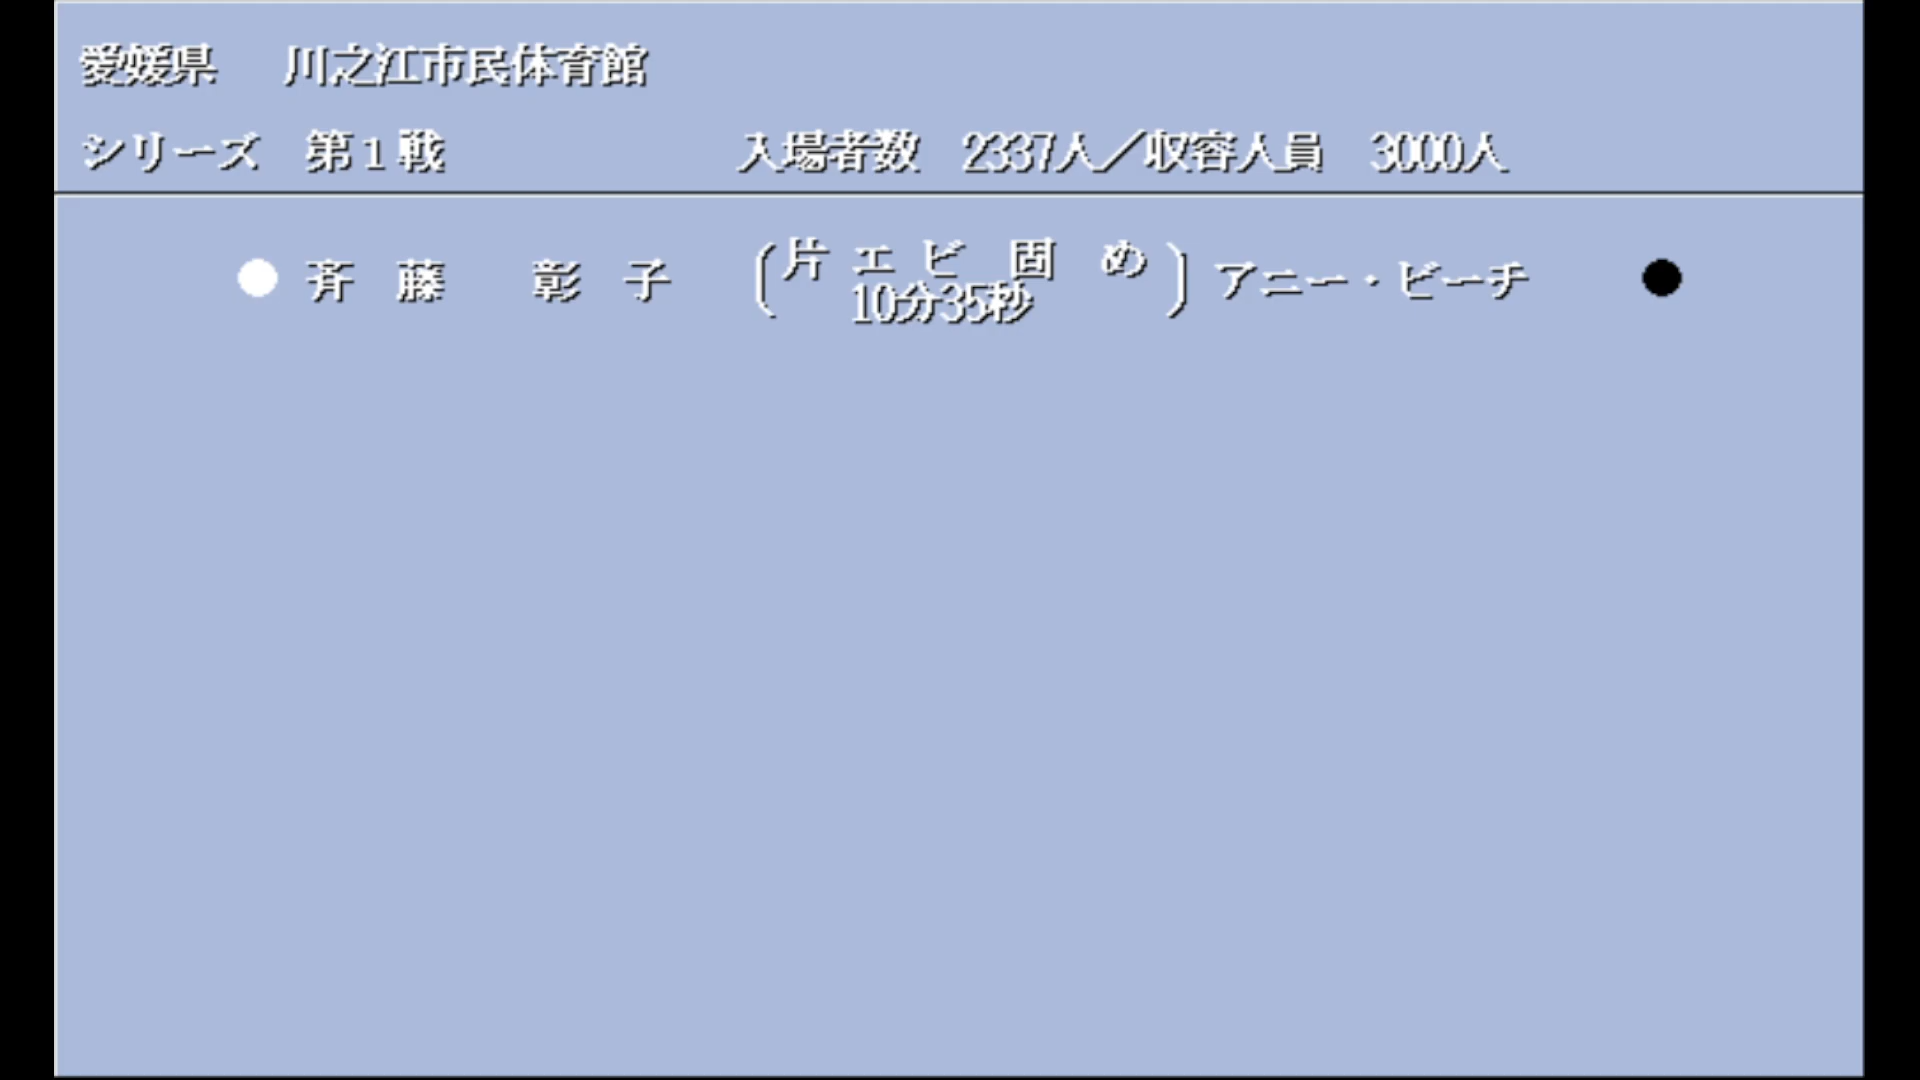 愛媛県　川之江市民体育館
シリーズ　第１戦　入場者数　2337人／収容人員　3000人
斉藤　彰子　(片エビ固め　10分35秒)　アニー・ビーチ